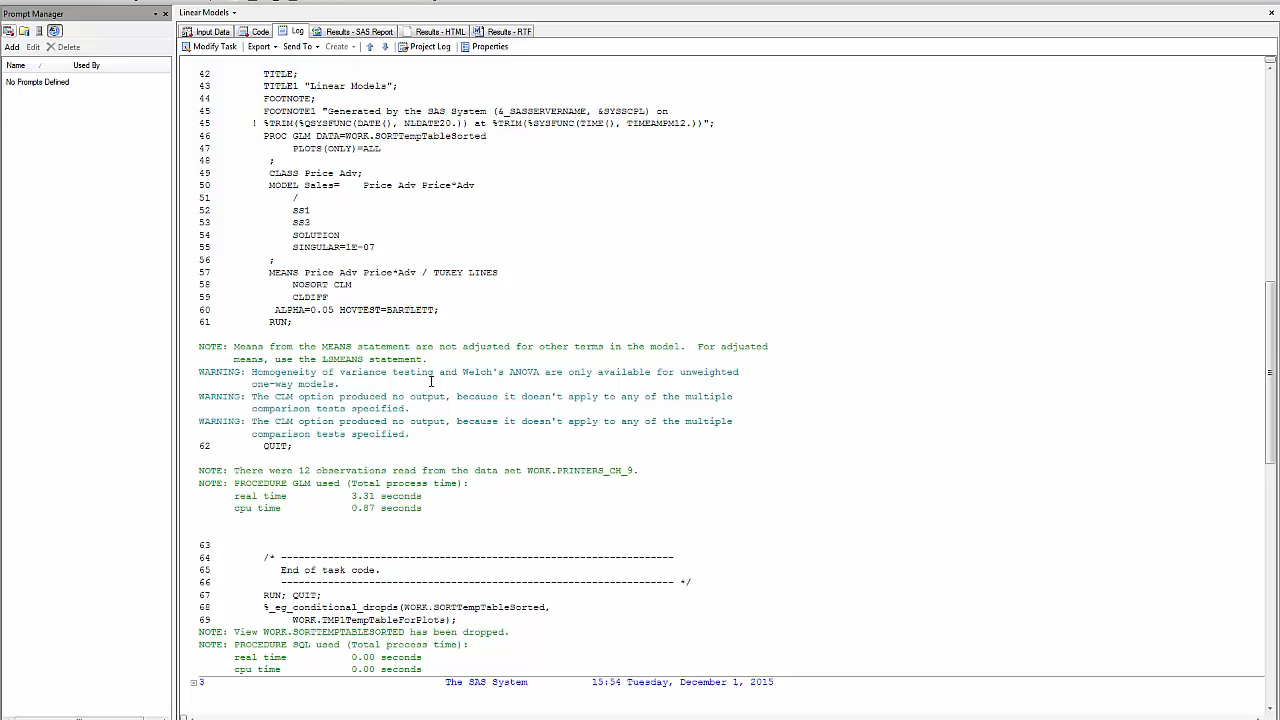 Prompt Manager
Linear Models
Input Data Code Log Results - SAS Report Results - HTML Results - RTF
Modify Task Export Send To Create Project Log Properties
Add Edit Delete
Name / Used By
No Prompts Defined
42 TITLE;
43 TITLE1 "Linear Models";
44 FOOTNOTE;
45 FOOTNOTE1 "Generated by the SAS System (&_SASSERVERNAME, &SYSSCPL) on
45 ! %TRIM(%QSYSFUNC(DATE(), NLDATE20.)) at %TRIM(%SYSFUNC(TIME(), TIMEAMPM12.))";
46 PROC GLM DATA=WORK.SORTTempTableSorted
47 PLOTS(ONLY)=ALL
48 ;
49 CLASS Price Adv;
50 MODEL Sales= Price Adv Price*Adv
51 /
52 SS1
53 SS3
54 SOLUTION
55 SINGULAR=1E-07
56 ;
57 MEANS Price Adv Price*Adv / TUKEY LINES
58 NOSORT CLM
59 CLDIFF
60 ALPHA=0.05 HOVTEST=BARTLETT;
61 RUN;
NOTE: Means from the MEANS statement are not adjusted for other terms in the model. For adjusted
means, use the LSMEANS statement.
WARNING: Homogeneity of variance testing and Welch's ANOVA are only available for unweighted
one-way models.
WARNING: The CLM option produced no output, because it doesn't apply to any of the multiple
comparison tests specified.
WARNING: The CLM option produced no output, because it doesn't apply to any of the multiple
comparison tests specified.
62 QUIT;
NOTE: There were 12 observations read from the data set WORK.PRINTERS_CH_9.
NOTE: PROCEDURE GLM used (Total process time):
real time 3.31 seconds
cpu time 0.87 seconds
63
64 /* -------------------------------------------------------------------
65 End of task code.
66 ------------------------------------------------------------------- */
67 RUN; QUIT;
68 %_eg_conditional_dropds(WORK.SORTTempTableSorted,
69 WORK.TMP1TempTableForPlots);
NOTE: View WORK.SORTTEMPTABLESORTED has been dropped.
NOTE: PROCEDURE SQL used (Total process time):
real time 0.00 seconds
cpu time 0.00 seconds
3 The SAS System 15:54 Tuesday, December 1, 2015